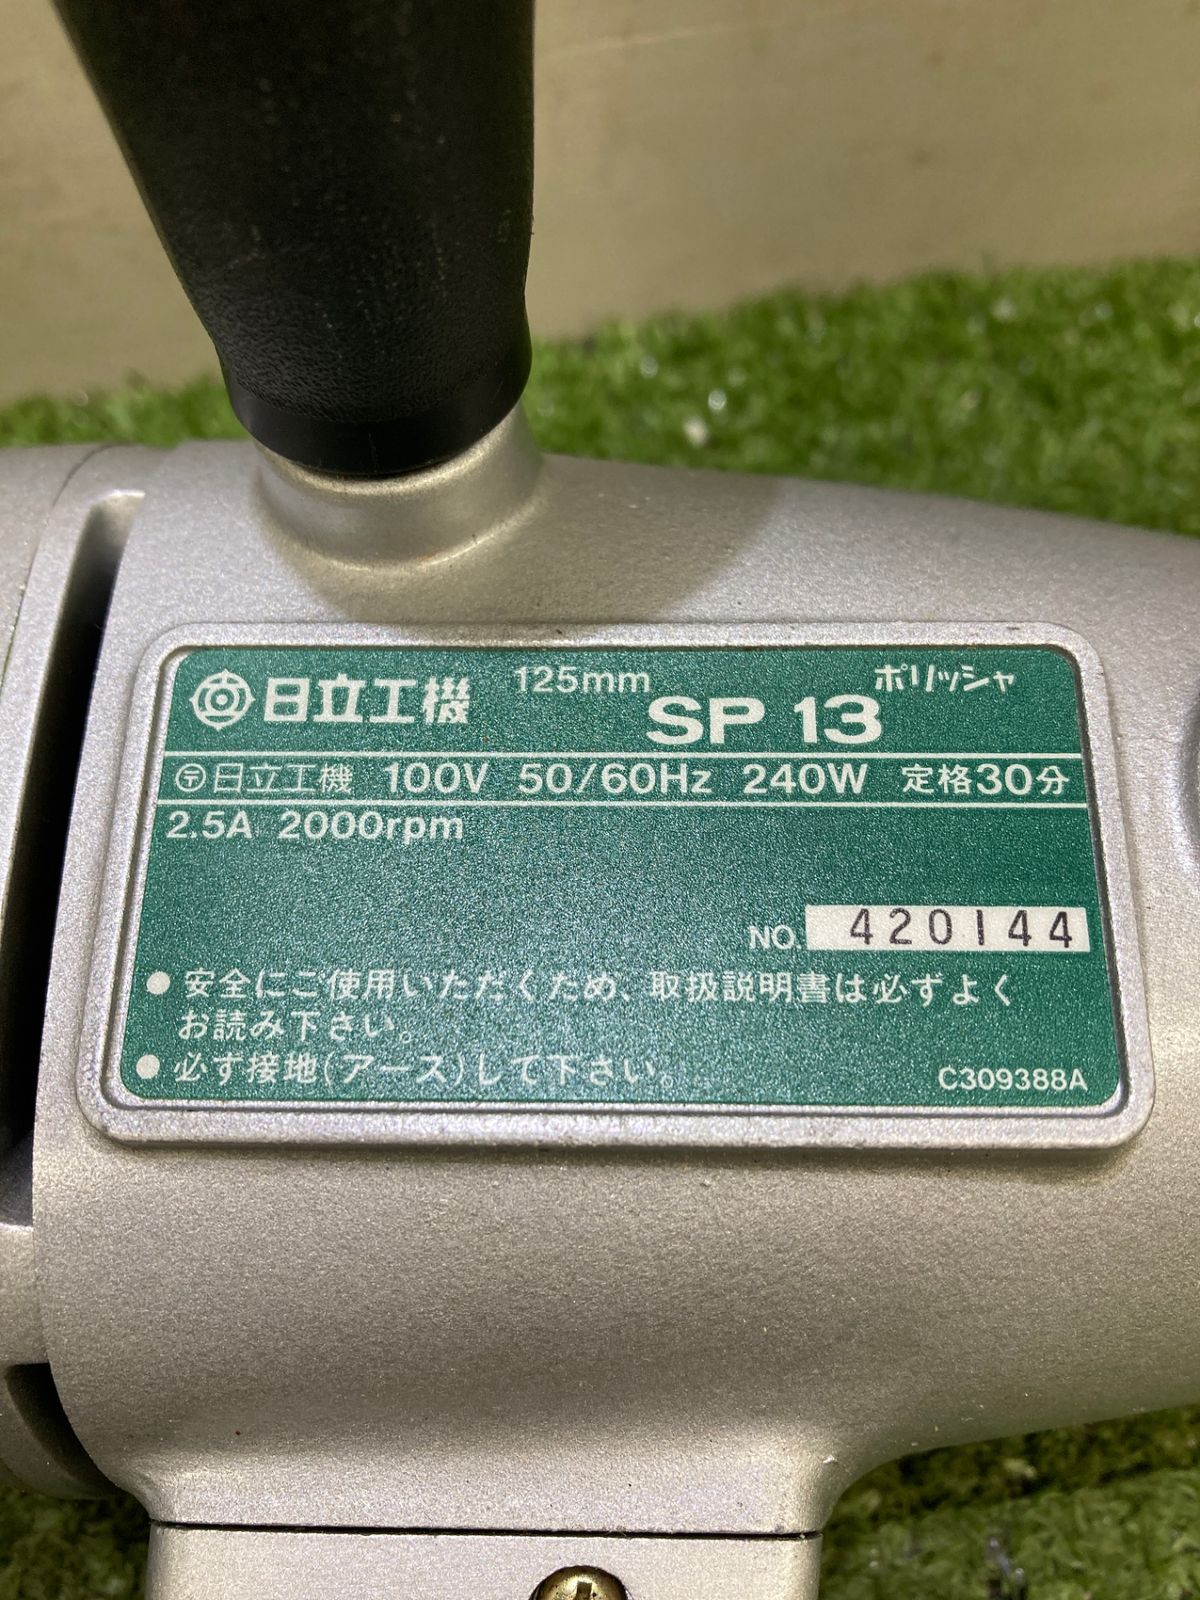 日立工機 125mm SP 13 ポリッシャ
〒日立工機 100V 50/60Hz 240W 定格30分
2.5A 2000rpm
NO. 420144
● 安全にご使用いただくため、取扱説明書は必ずよく
お読み下さい。
● 必ず接地(アース)して下さい。
C309388A